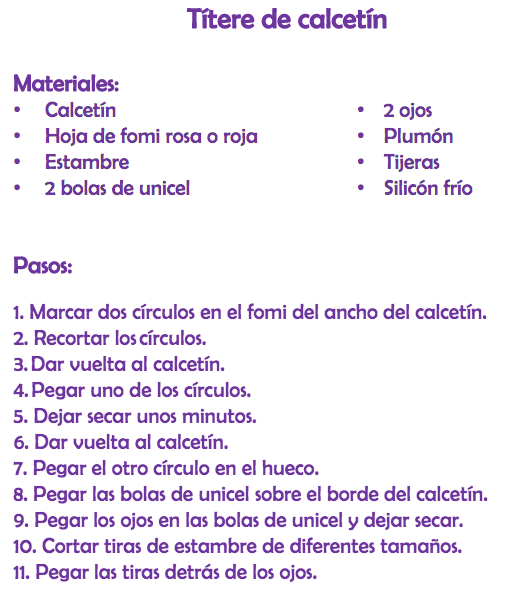 Títere de calcetín
Materiales:
• Calcetín
• Hoja de fomi rosa o roja
• Estambre
• 2 bolas de unicel
• 2 ojos
• Plumón
• Tijeras
• Silicón frío
Pasos:
1. Marcar dos círculos en el fomi del ancho del calcetín.
2. Recortar los círculos.
3. Dar vuelta al calcetín.
4. Pegar uno de los círculos.
5. Dejar secar unos minutos.
6. Dar vuelta al calcetín.
7. Pegar el otro círculo en el hueco.
8. Pegar las bolas de unicel sobre el borde del calcetín.
9. Pegar los ojos en las bolas de unicel y dejar secar.
10. Cortar tiras de estambre de diferentes tamaños.
11. Pegar las tiras detrás de los ojos.